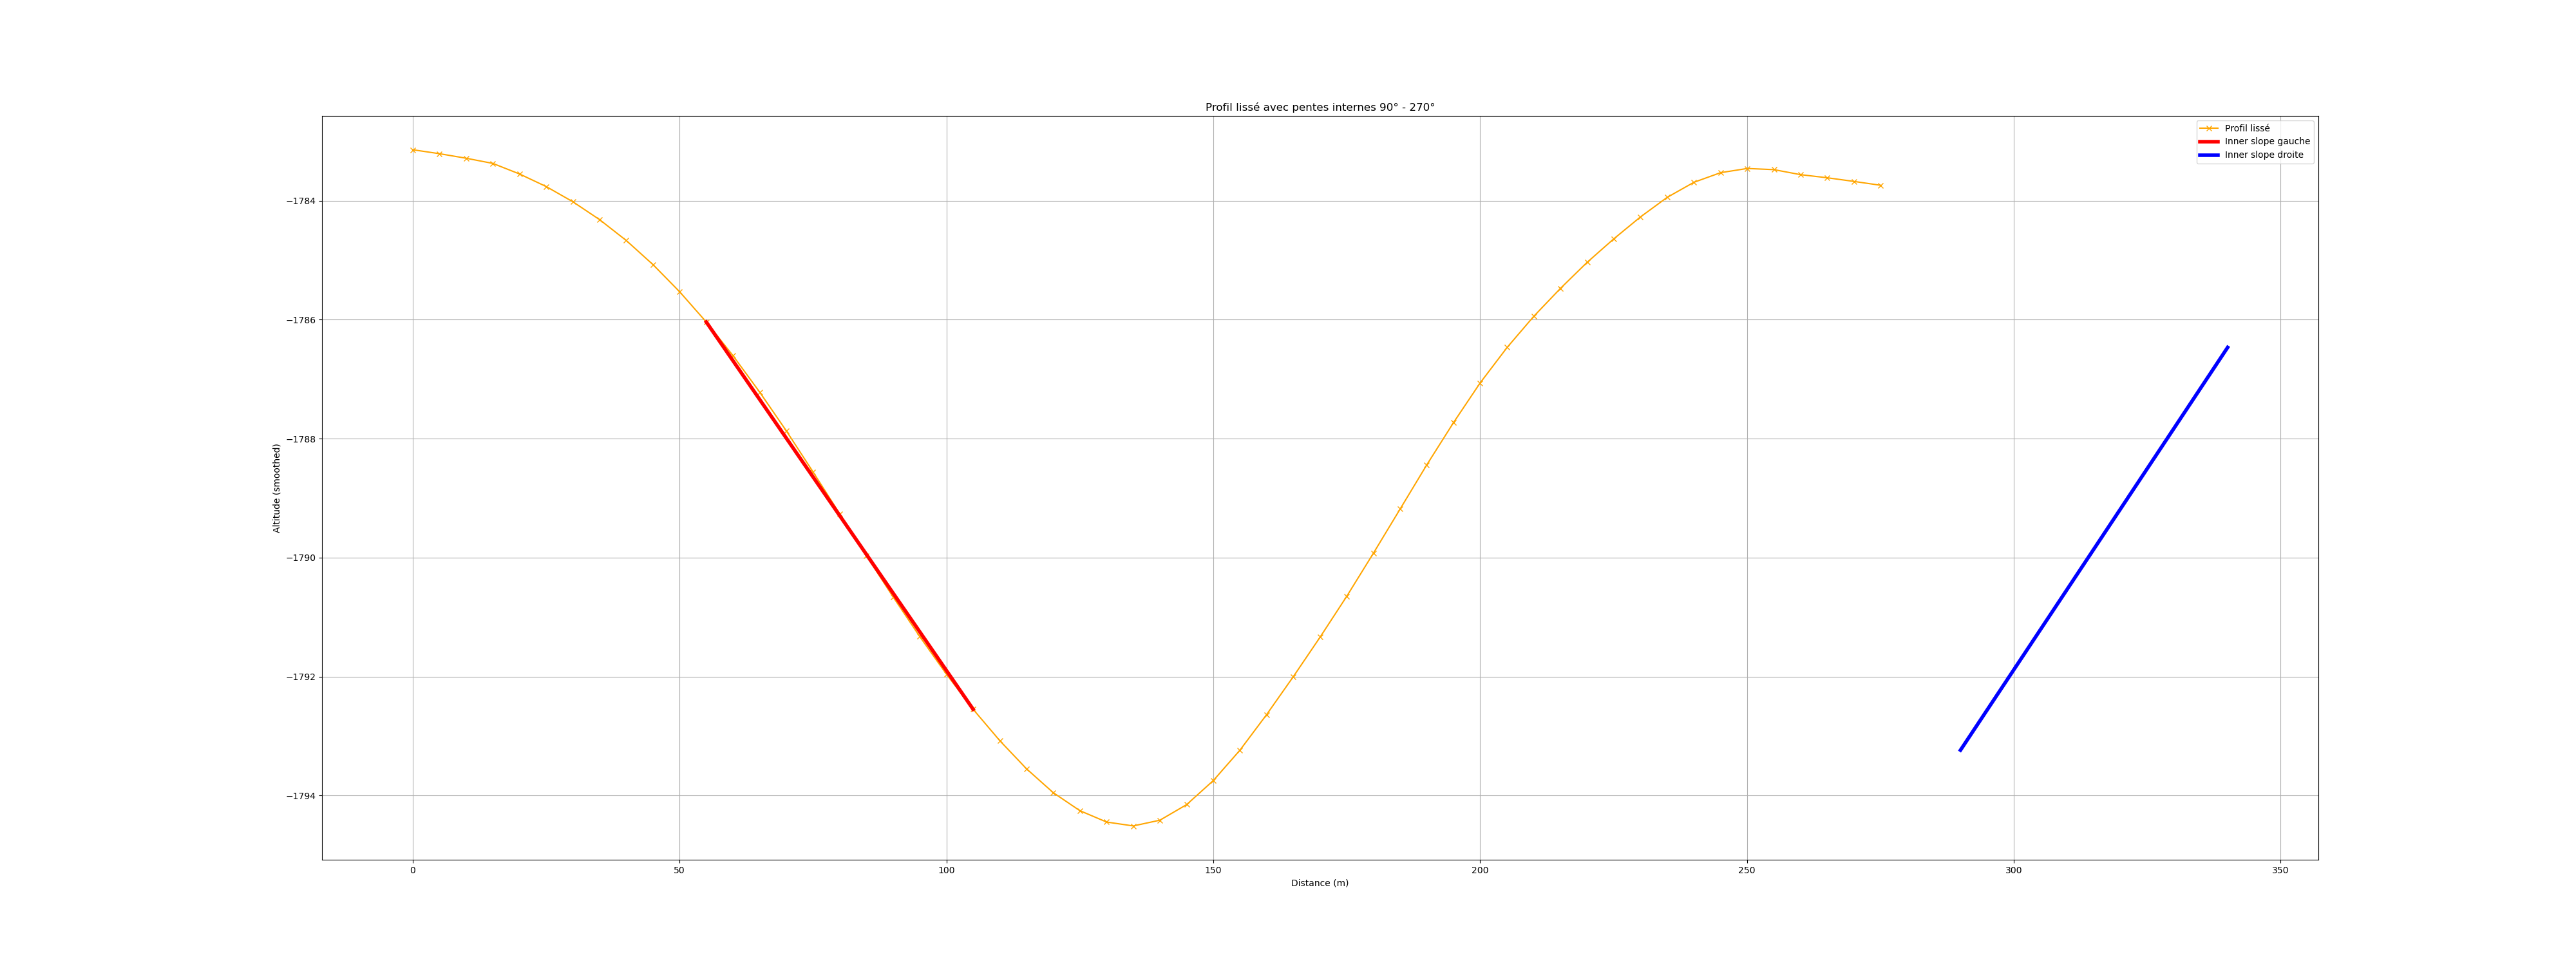 Profil lissé avec pentes internes 90° - 270°
Profil lissé
Inner slope gauche
Inner slope droite
Altitude (smoothed)
−1784
−1786
−1788
−1790
−1792
−1794
0 50 100 150 200 250 300 350
Distance (m)